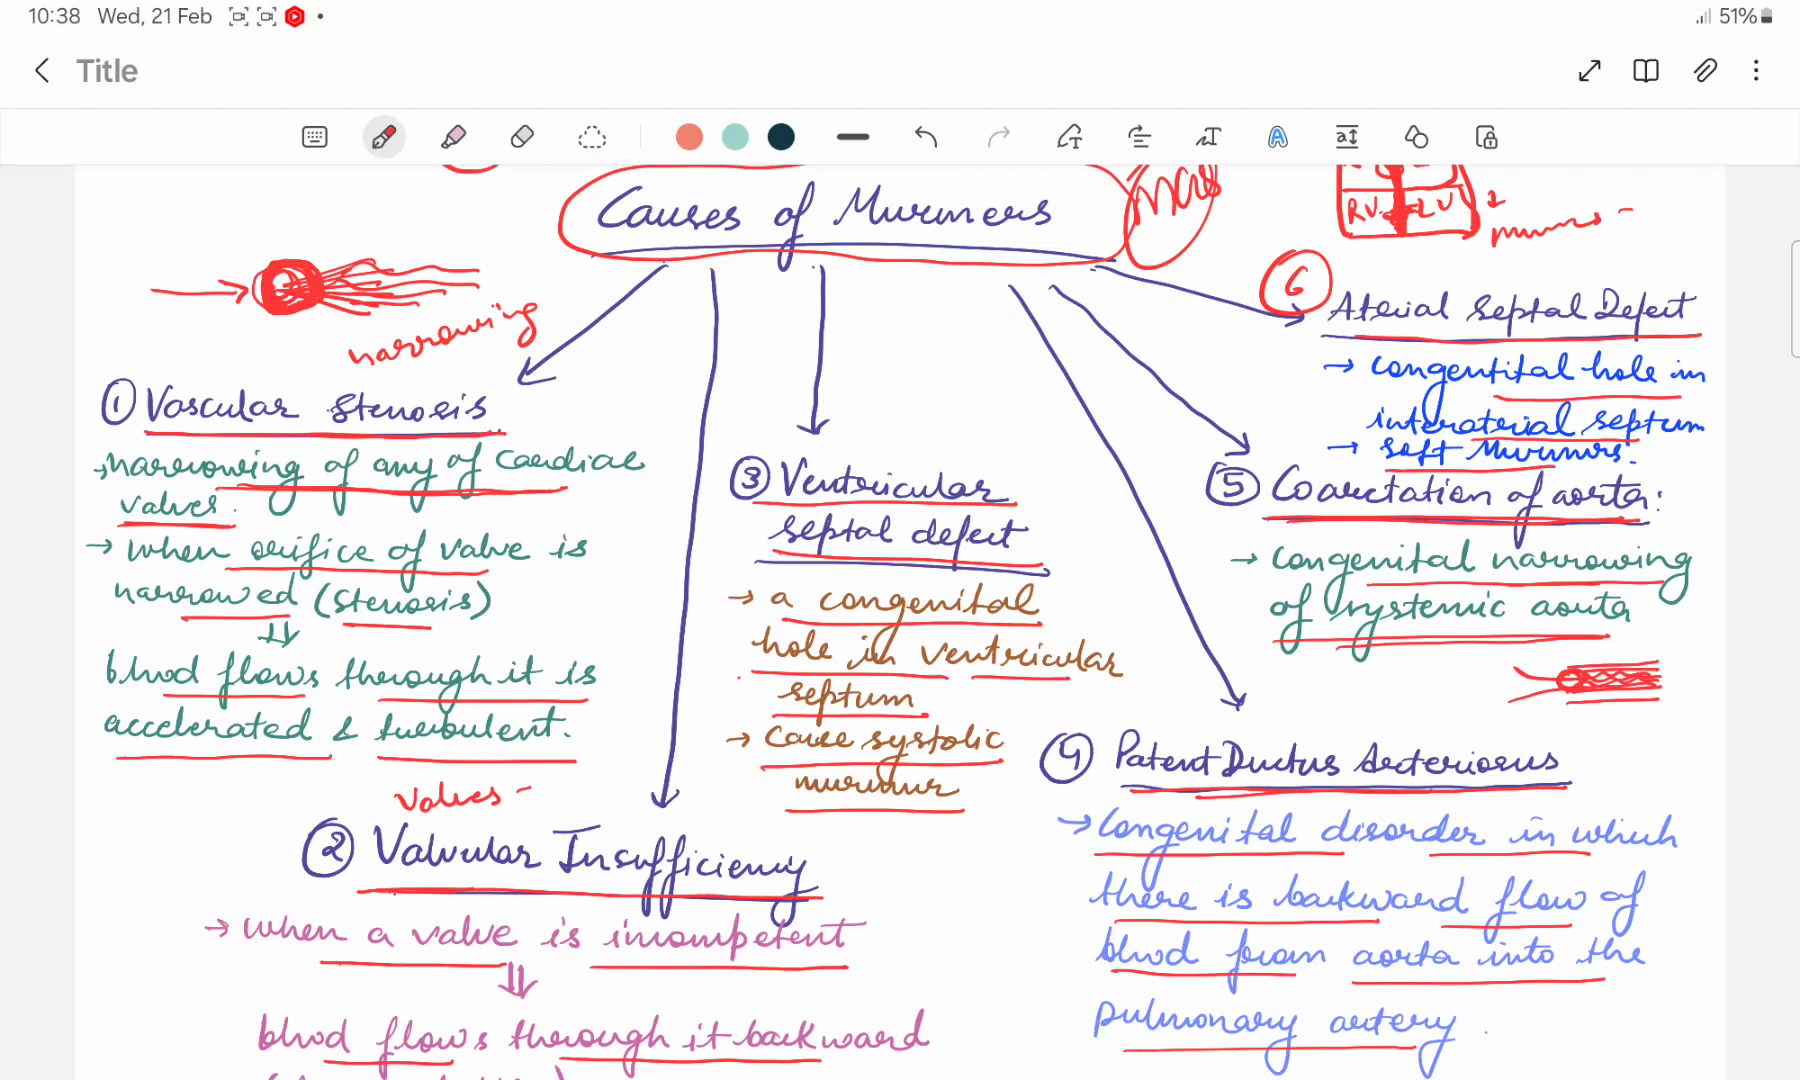 10:38 Wed, 21 Feb
51%
Title
Causes of Murmers
RV LV
narrowing
① Vascular Stenosis
→ narrowing of any of Cardiac
valves.
→ when orifice of valve is
narrowed (stenosis)
blood flows through it is
accelerated & turbulent.
valves -
② Valvular Insufficiency
→ when a valve is incompetent
blood flows through it backward
③ Ventricular
septal defect
→ a congenital
hole in ventricular
septum
→ Cause systolic
murmur
⑥
Aterial Septal Defect
→ Congentital hole in
interaterial septum
→ soft Murmurs.
⑤ Coarctation of aorta:
→ Congenital narrowing
of systemic aorta
④ Patent Ductus Arteriosus
→ Congenital disorder in which
there is backward flow of
blood from aorta into the
pulmonary artery.